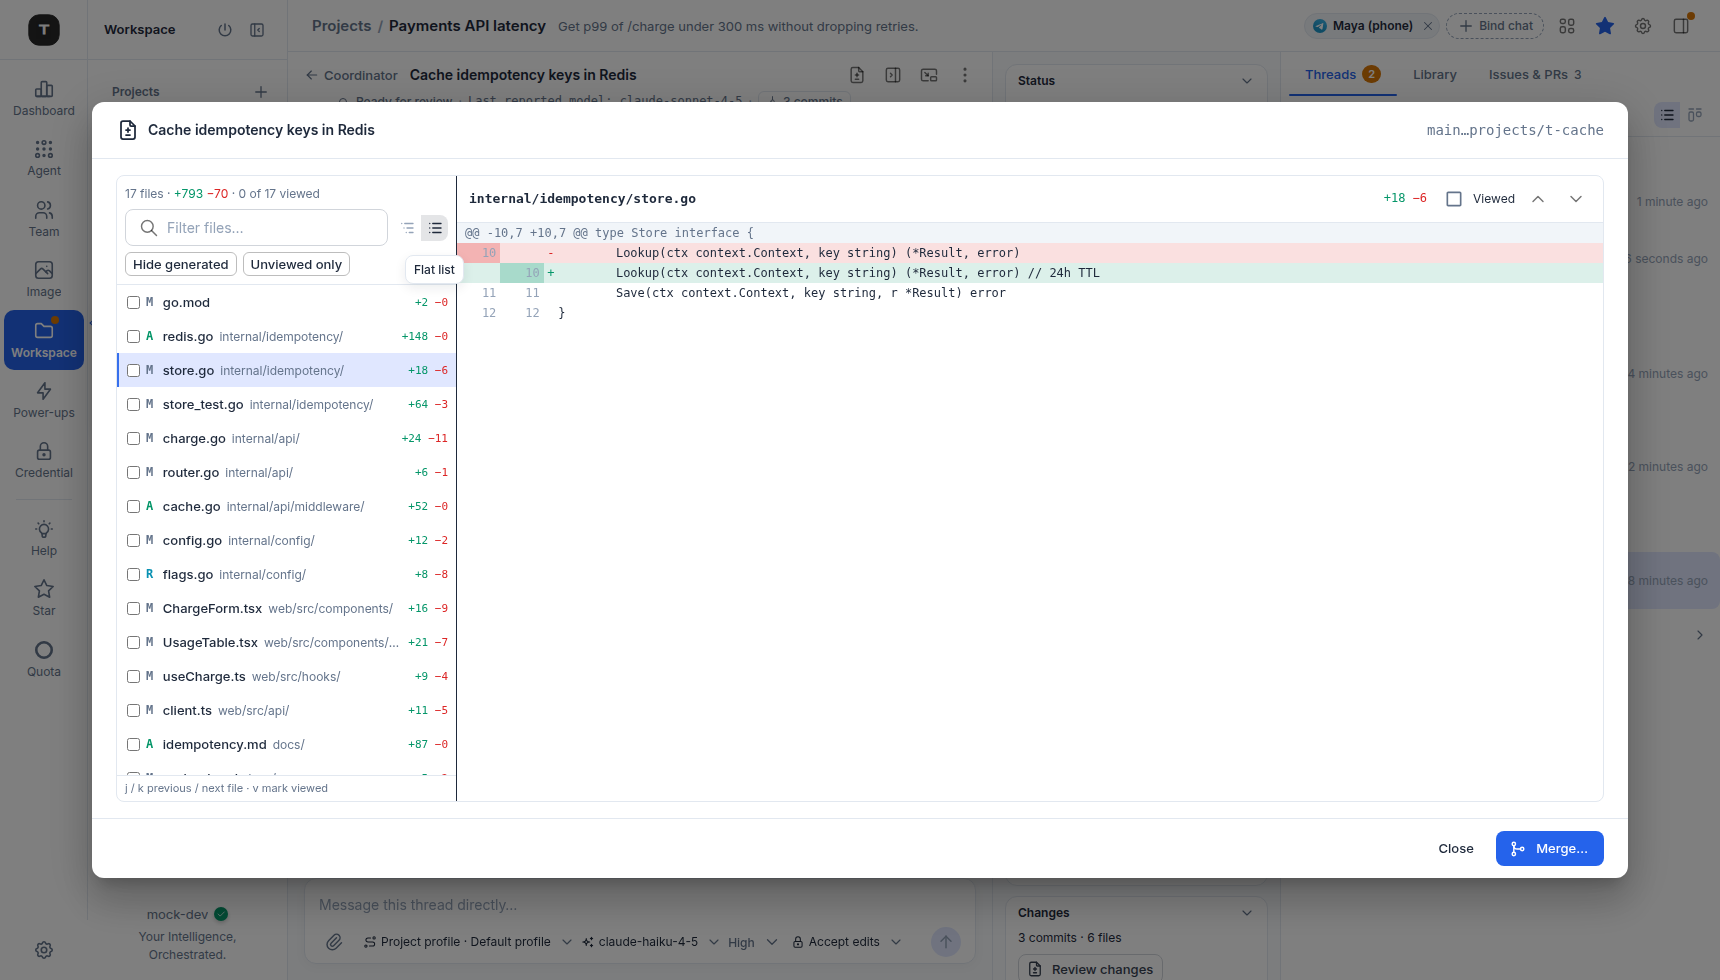 T
Workspace
Projects / Payments API latency
Get p99 of /charge under 300 ms without dropping retries.
Maya (phone)
Bind chat
Dashboard
Agent
Team
Image
Workspace
Power-ups
Credential
Help
Star
Quota
Projects
Coordinator
Cache idempotency keys in Redis
Ready for review · Last reported model: claude-sonnet-4-5 · 3 commits
Status
Threads 2
Library
Issues & PRs 3
Cache idempotency keys in Redis
main…projects/t-cache
17 files · +793 −70 · 0 of 17 viewed
Filter files...
Hide generated
Unviewed only
Flat list
M go.mod +2 −0
A redis.go internal/idempotency/ +148 −0
M store.go internal/idempotency/ +18 −6
M store_test.go internal/idempotency/ +64 −3
M charge.go internal/api/ +24 −11
M router.go internal/api/ +6 −1
A cache.go internal/api/middleware/ +52 −0
M config.go internal/config/ +12 −2
R flags.go internal/config/ +8 −8
M ChargeForm.tsx web/src/components/ +16 −9
M UsageTable.tsx web/src/components/... +21 −7
M useCharge.ts web/src/hooks/ +9 −4
M client.ts web/src/api/ +11 −5
A idempotency.md docs/ +87 −0
j / k previous / next file · v mark viewed
internal/idempotency/store.go
+18 −6
Viewed
@@ -10,7 +10,7 @@ type Store interface {
10 - Lookup(ctx context.Context, key string) (*Result, error)
10 + Lookup(ctx context.Context, key string) (*Result, error) // 24h TTL
11 11 Save(ctx context.Context, key string, r *Result) error
12 12 }
1 minute ago
seconds ago
4 minutes ago
2 minutes ago
8 minutes ago
Close
Merge...
mock-dev
Your Intelligence,
Orchestrated.
Message this thread directly...
Project profile · Default profile
claude-haiku-4-5
High
Accept edits
Changes
3 commits · 6 files
Review changes